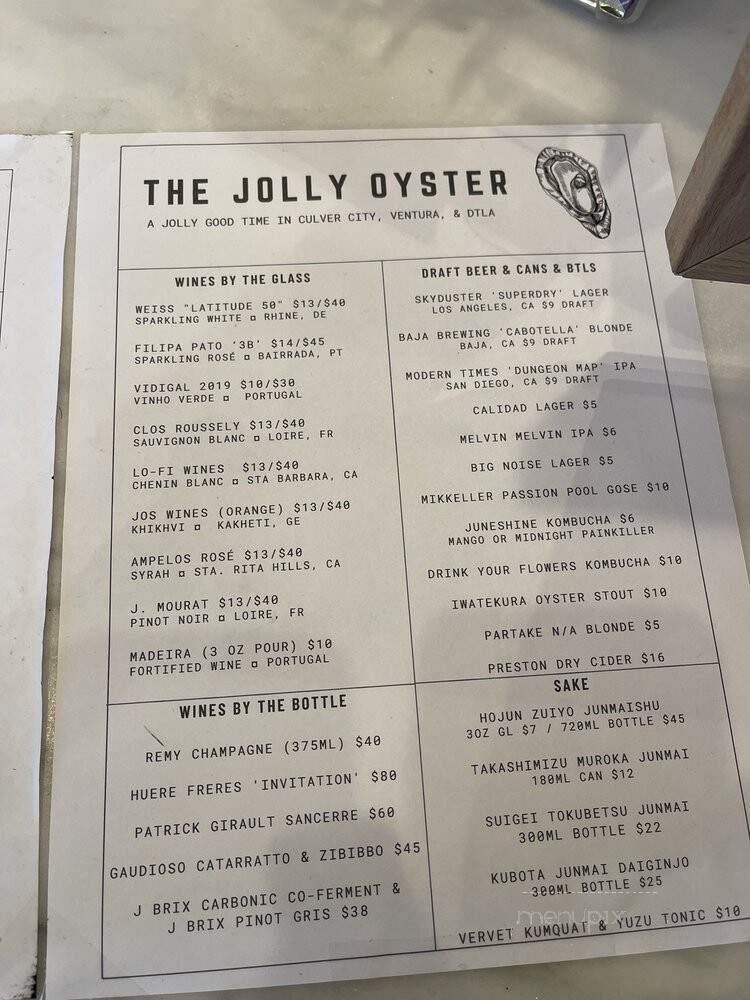 THE JOLLY OYSTER
A JOLLY GOOD TIME IN CULVER CITY, VENTURA, & DTLA
WINES BY THE GLASS
WEISS "LATITUDE 50" $13/$40
SPARKLING WHITE ¤ RHINE, DE
FILIPA PATO '3B' $14/$45
SPARKLING ROSÉ ¤ BAIRRADA, PT
VIDIGAL 2019 $10/$30
VINHO VERDE ¤ PORTUGAL
CLOS ROUSSELY $13/$40
SAUVIGNON BLANC ¤ LOIRE, FR
LO-FI WINES $13/$40
CHENIN BLANC ¤ STA BARBARA, CA
JOS WINES (ORANGE) $13/$40
KHIKHVI ¤ KAKHETI, GE
AMPELOS ROSÉ $13/$40
SYRAH ¤ STA. RITA HILLS, CA
J. MOURAT $13/$40
PINOT NOIR ¤ LOIRE, FR
MADEIRA (3 OZ POUR) $10
FORTIFIED WINE ¤ PORTUGAL
WINES BY THE BOTTLE
REMY CHAMPAGNE (375ML) $40
HUERE FRERES 'INVITATION' $80
PATRICK GIRAULT SANCERRE $60
GAUDIOSO CATARRATTO & ZIBIBBO $45
J BRIX CARBONIC CO-FERMENT &
J BRIX PINOT GRIS $38
DRAFT BEER & CANS & BTLS
SKYDUSTER 'SUPERDRY' LAGER
LOS ANGELES, CA $9 DRAFT
BAJA BREWING 'CABOTELLA' BLONDE
BAJA, CA $9 DRAFT
MODERN TIMES 'DUNGEON MAP' IPA
SAN DIEGO, CA $9 DRAFT
CALIDAD LAGER $5
MELVIN MELVIN IPA $6
BIG NOISE LAGER $5
MIKKELLER PASSION POOL GOSE $10
JUNESHINE KOMBUCHA $6
MANGO OR MIDNIGHT PAINKILLER
DRINK YOUR FLOWERS KOMBUCHA $10
IWATEKURA OYSTER STOUT $10
PARTAKE N/A BLONDE $5
PRESTON DRY CIDER $16
SAKE
HOJUN ZUIYO JUNMAISHU
3OZ GL $7 / 720ML BOTTLE $45
TAKASHIMIZU MUROKA JUNMAI
180ML CAN $12
SUIGEI TOKUBETSU JUNMAI
300ML BOTTLE $22
KUBOTA JUNMAI DAIGINJO
300ML BOTTLE $25
menupix
VERVET KUMQUAT & YUZU TONIC $10